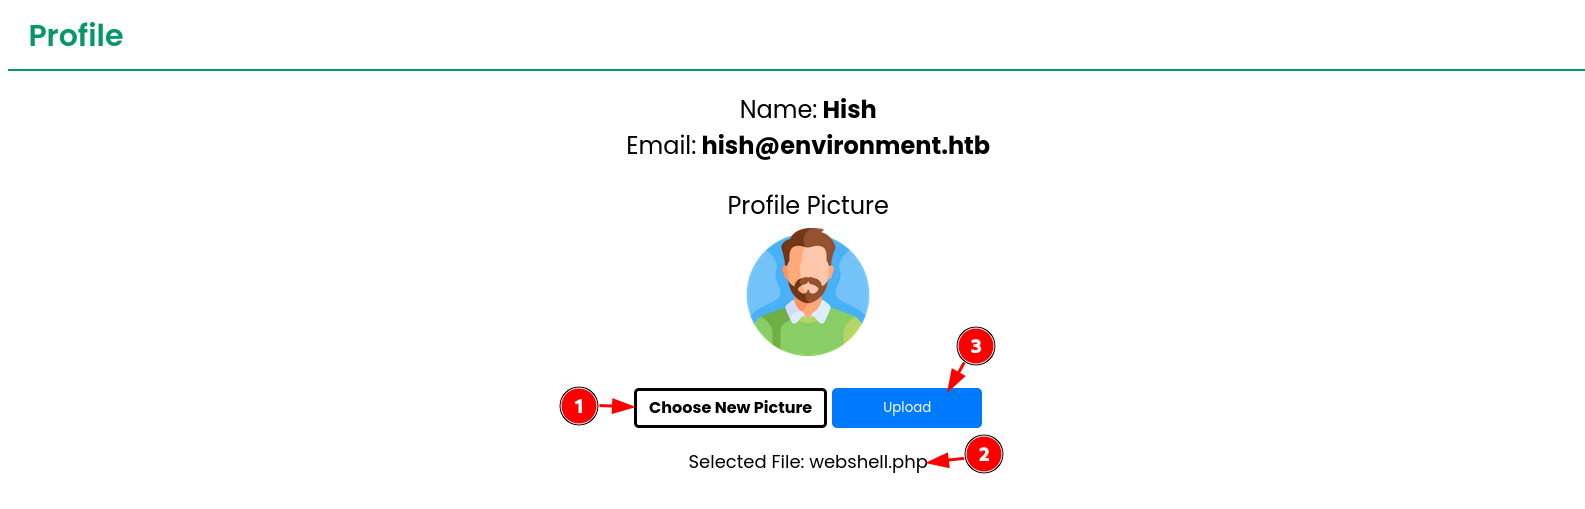 Profile
Name: Hish
Email: hish@environment.htb
Profile Picture
3
1 Choose New Picture Upload
Selected File: webshell.php 2